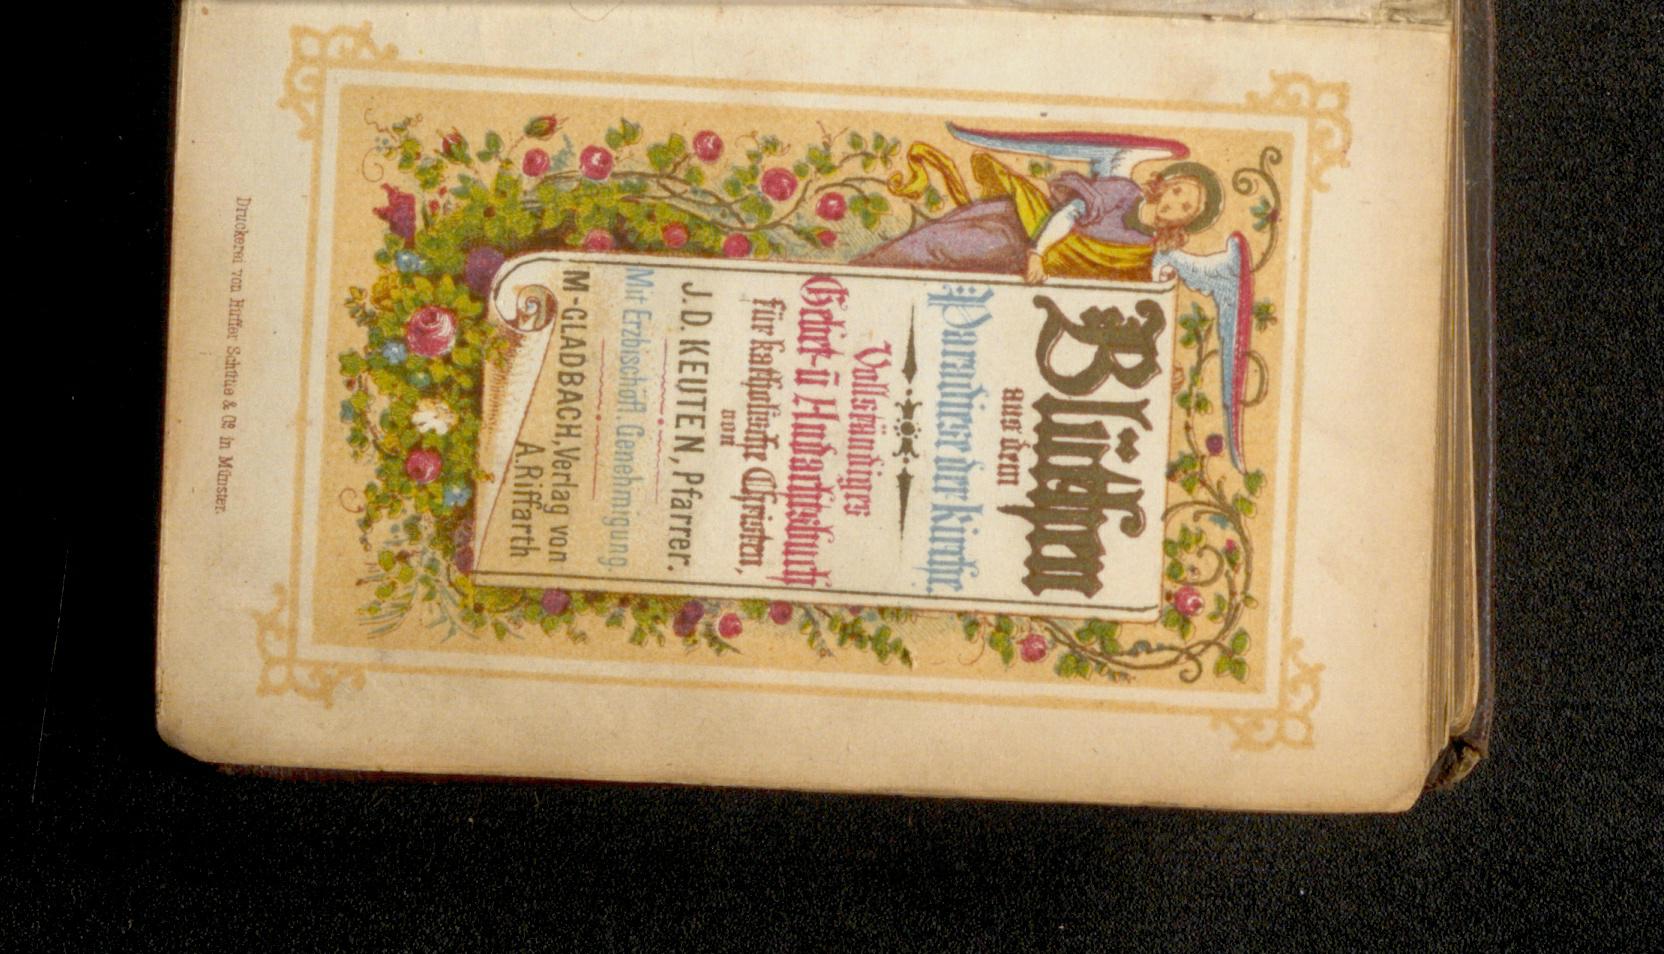 Blüthen
aus dem
Paradiese der Kirche.
Vollständiges
Gebet- ū Andachtsbuch
für katholische Christen,
von
J.D. KEUTEN, Pfarrer.
Mit Erzbischöfl. Genehmigung.
M-GLADBACH, Verlag von
A. Riffarth
Druckerei von Hüffer Schütte & Co. in Münster.